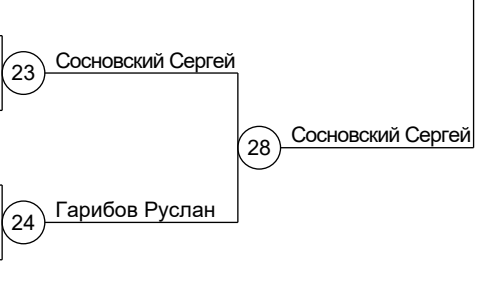 23 Сосновский Сергей
28 Сосновский Сергей
24 Гарибов Руслан